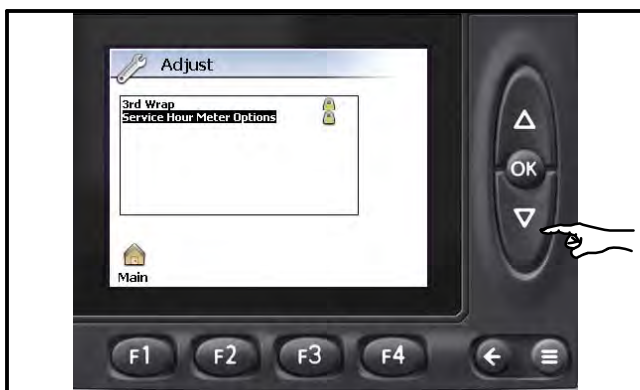 Adjust
3rd Wrap
Service Hour Meter Options
OK
Main
F1 F2 F3 F4